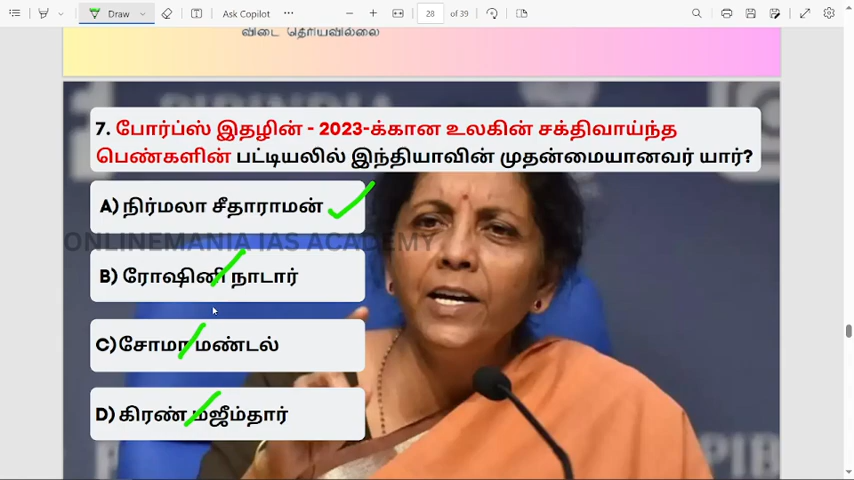 Draw
Ask Copilot
28
of 39
விடை தெரியவில்லை
7. போர்ப்ஸ் இதழின் - 2023-க்கான உலகின் சக்திவாய்ந்த
பெண்களின் பட்டியலில் இந்தியாவின் முதன்மையானவர் யார்?
A) நிர்மலா சீதாராமன்
ONLINEMANIA IAS ACADEMY
B) ரோஷினி நாடார்
C) சோமா மண்டல்
D) கிரண் மஜீம்தார்